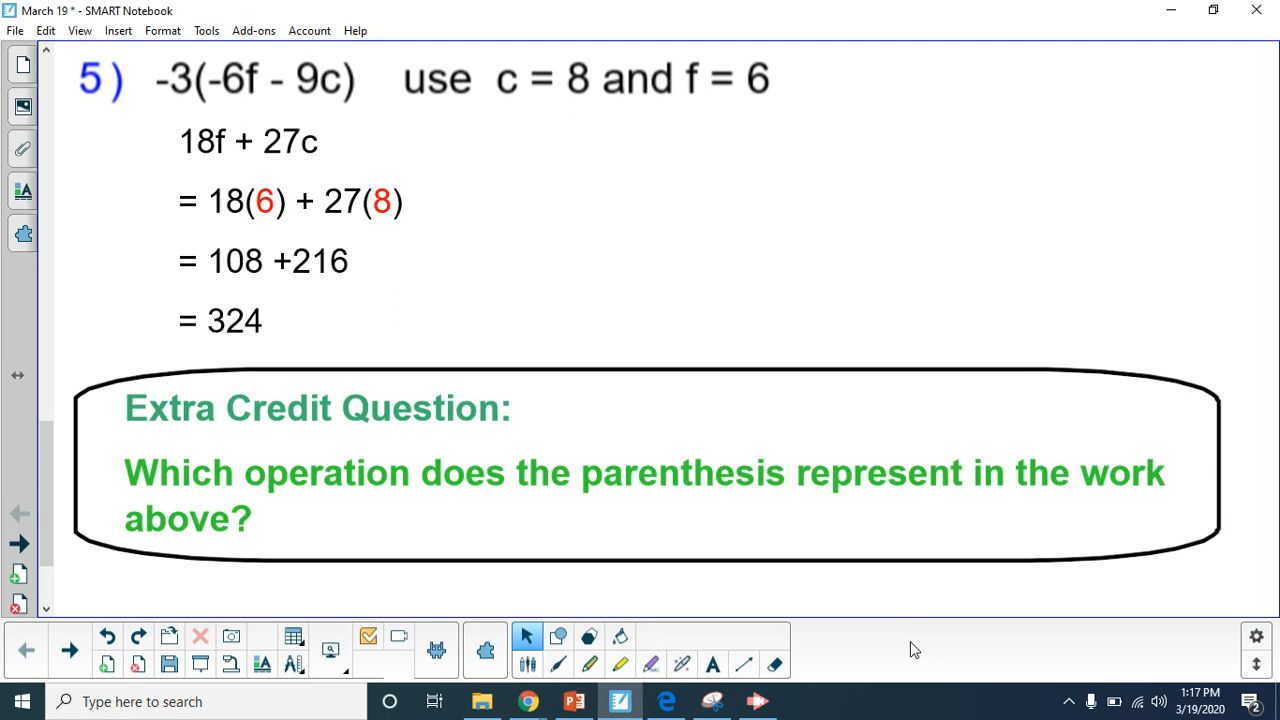 March 19 * - SMART Notebook
File Edit View Insert Format Tools Add-ons Account Help
5) -3(-6f - 9c) use c = 8 and f = 6
18f + 27c
= 18(6) + 27(8)
= 108 +216
= 324
Extra Credit Question:
Which operation does the parenthesis represent in the work
above?
Type here to search
1:17 PM
3/19/2020
2